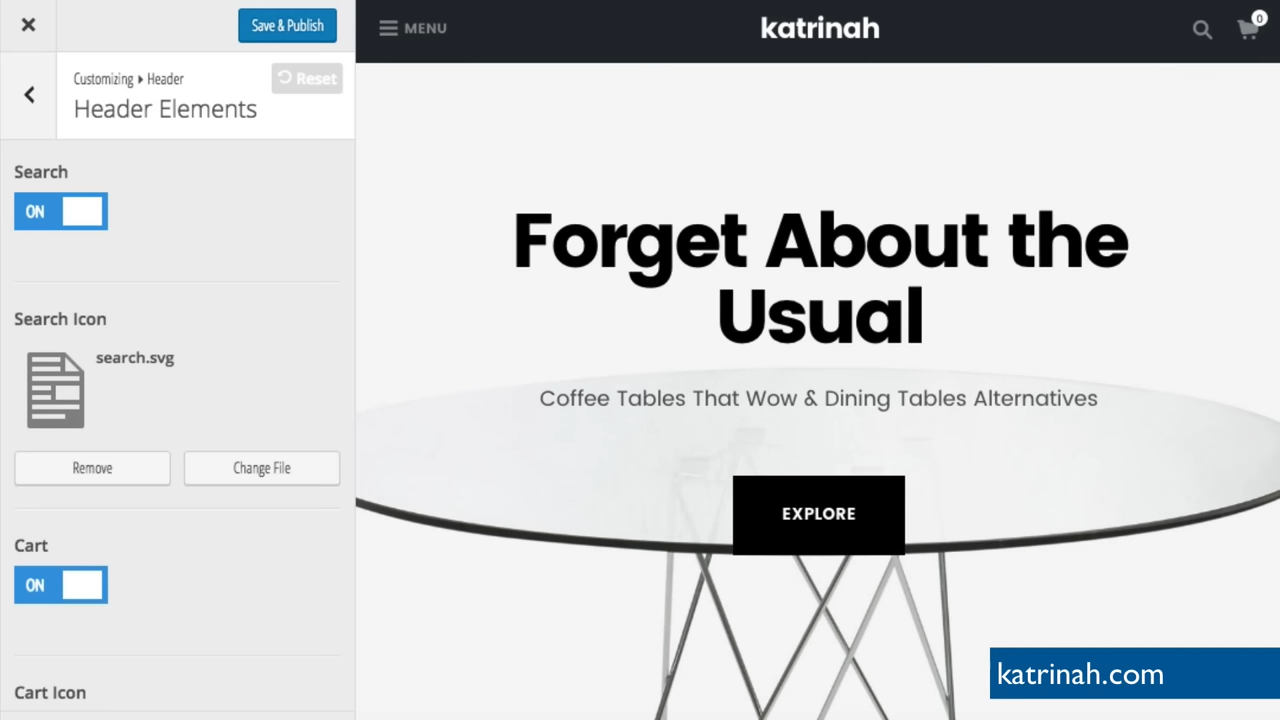 Save & Publish
Customizing ▸ Header
Reset
Header Elements
Search
ON
Search Icon
search.svg
Remove
Change File
Cart
ON
Cart Icon
MENU
katrinah
0
Forget About the
Usual
Coffee Tables That Wow & Dining Tables Alternatives
EXPLORE
katrinah.com